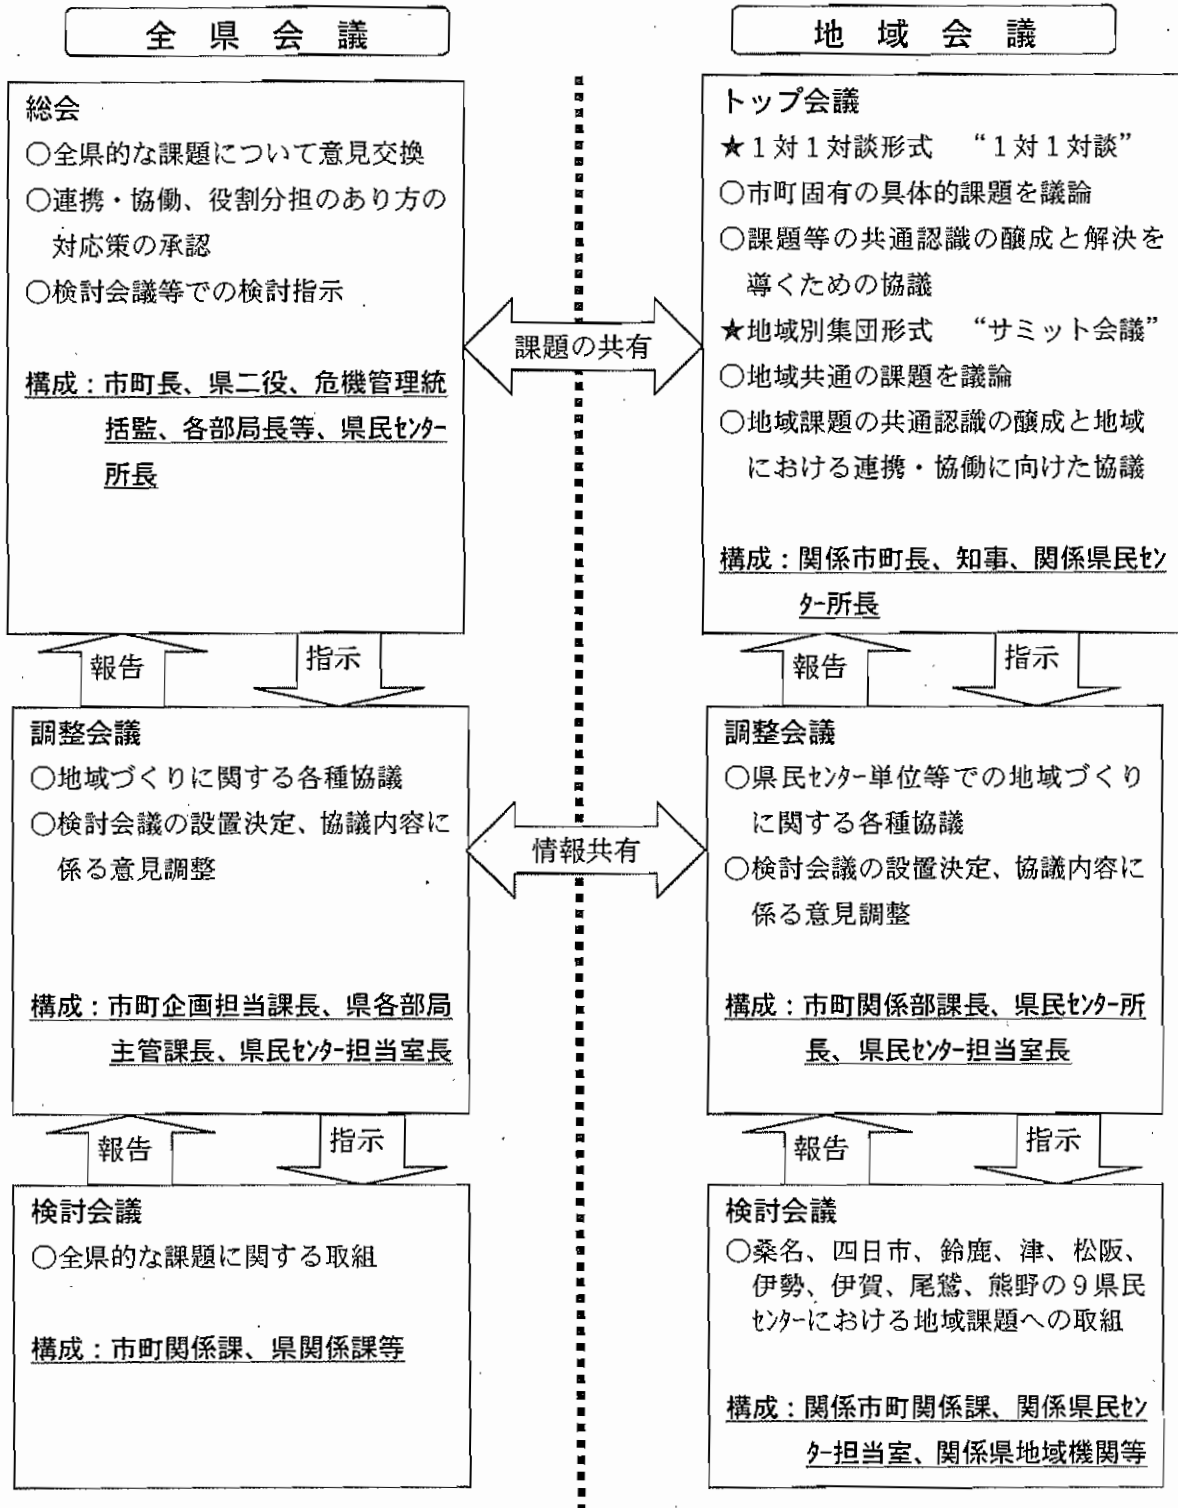 全県会議
総会
○全県的な課題について意見交換
○連携・協働、役割分担のあり方の
対応策の承認
○検討会議等での検討指示
構成：市町長、県二役、危機管理統
括監、各部局長等、県民ｾﾝﾀｰ
所長
報告
指示
調整会議
○地域づくりに関する各種協議
○検討会議の設置決定、協議内容に
係る意見調整
構成：市町企画担当課長、県各部局
主管課長、県民ｾﾝﾀｰ担当室長
報告
指示
検討会議
○全県的な課題に関する取組
構成：市町関係課、県関係課等
課題の共有
情報共有
地域会議
トップ会議
★１対１対談形式　“１対１対談”
○市町固有の具体的課題を議論
○課題等の共通認識の醸成と解決を
導くための協議
★地域別集団形式　“サミット会議”
○地域共通の課題を議論
○地域課題の共通認識の醸成と地域
における連携・協働に向けた協議
構成：関係市町長、知事、関係県民ｾﾝ
ﾀｰ所長
報告
指示
調整会議
○県民ｾﾝﾀｰ単位等での地域づくり
に関する各種協議
○検討会議の設置決定、協議内容に
係る意見調整
構成：市町関係部課長、県民ｾﾝﾀｰ所
長、県民ｾﾝﾀｰ担当室長
報告
指示
検討会議
○桑名、四日市、鈴鹿、津、松阪、
伊勢、伊賀、尾鷲、熊野の９県民
ｾﾝﾀｰにおける地域課題への取組
構成：関係市町関係課、関係県民ｾﾝ
ﾀｰ担当室、関係県地域機関等